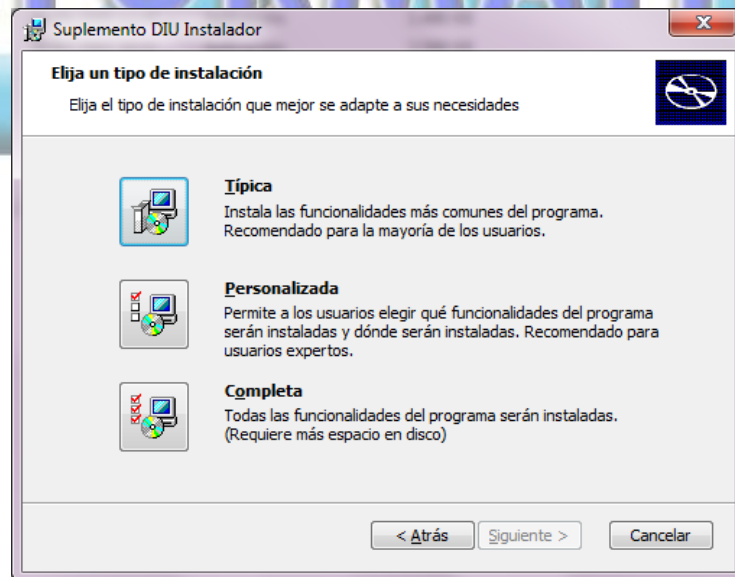 Suplemento DIU Instalador
Elija un tipo de instalación
Elija el tipo de instalación que mejor se adapte a sus necesidades
Típica
Instala las funcionalidades más comunes del programa.
Recomendado para la mayoría de los usuarios.
Personalizada
Permite a los usuarios elegir qué funcionalidades del programa
serán instaladas y dónde serán instaladas. Recomendado para
usuarios expertos.
Completa
Todas las funcionalidades del programa serán instaladas.
(Requiere más espacio en disco)
< Atrás Siguiente > Cancelar